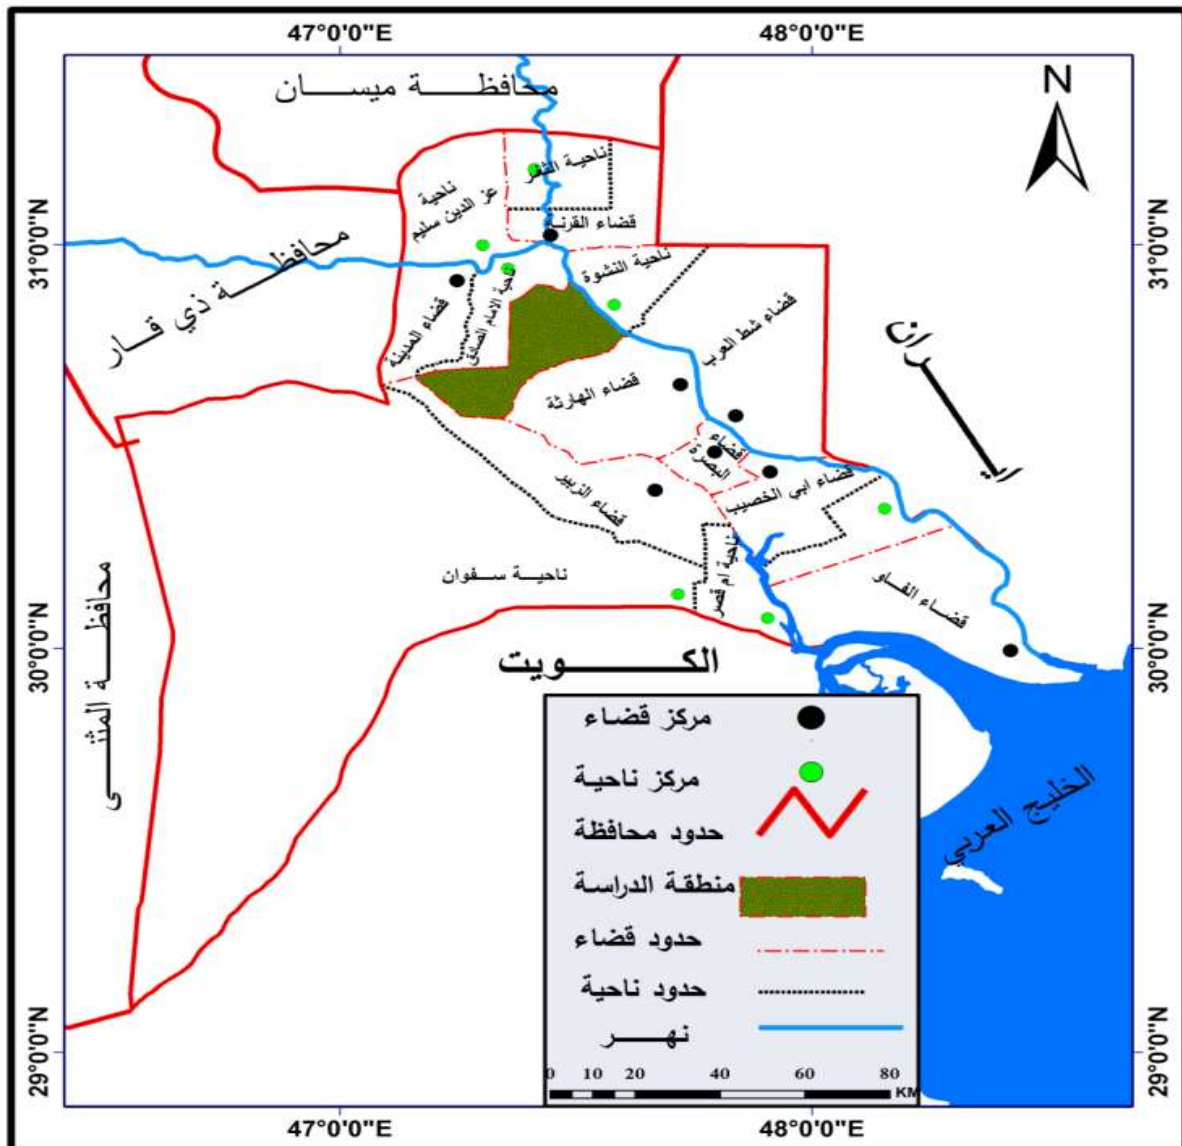 47°0'0"E 48°0'0"E
محافظة ميسان
N
ناحية الثغر
ناحية
عز الدين سليم
قضاء القرنة
31°0'0"N 31°0'0"N
محافظة ذي قار
ناحية النشوة
ناحية الامام الصادق
قضاء المدينة
قضاء شط العرب
ايران
قضاء الهارثة
قضاء
البصرة
قضاء الزبير
قضاء ابي الخصيب
ناحية ام قصر
ناحية سفوان
قضاء الفاو
محافظة المثنى
30°0'0"N 30°0'0"N
الكويت
مركز قضاء
مركز ناحية
حدود محافظة
منطقة الدراسة
حدود قضاء
حدود ناحية
نهر
0 10 20 40 60 80
KM
الخليج العربي
29°0'0"N 29°0'0"N
47°0'0"E 48°0'0"E